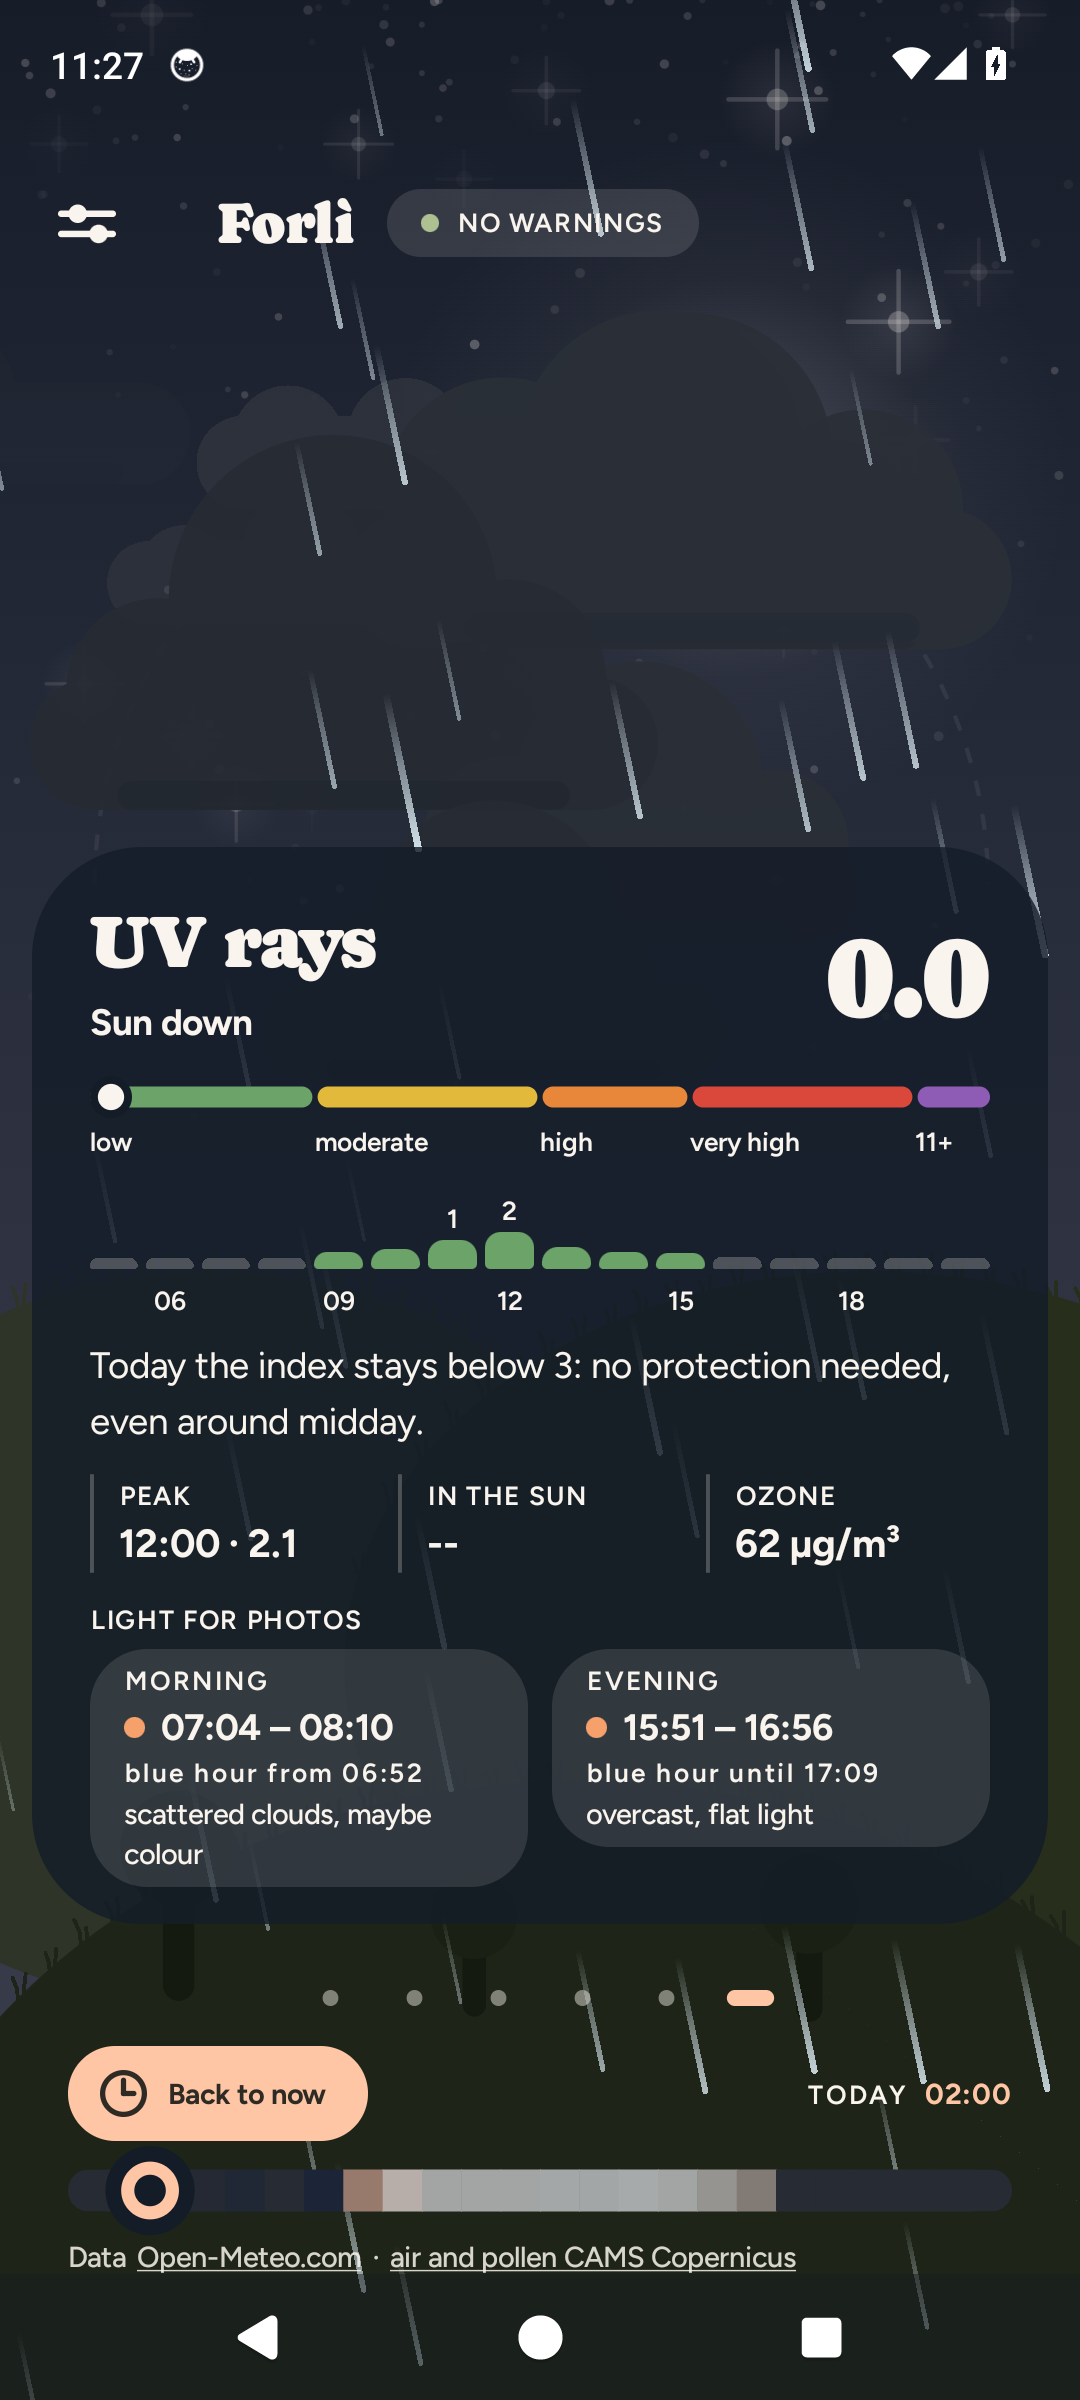 11:27
Forlì
NO WARNINGS
UV rays
0.0
Sun down
low moderate high very high 11+
1 2
06 09 12 15 18
Today the index stays below 3: no protection needed,
even around midday.
PEAK
12:00 · 2.1
IN THE SUN
--
OZONE
62 µg/m³
LIGHT FOR PHOTOS
MORNING
07:04 – 08:10
blue hour from 06:52
scattered clouds, maybe
colour
EVENING
15:51 – 16:56
blue hour until 17:09
overcast, flat light
Back to now
TODAY 02:00
Data Open-Meteo.com · air and pollen CAMS Copernicus